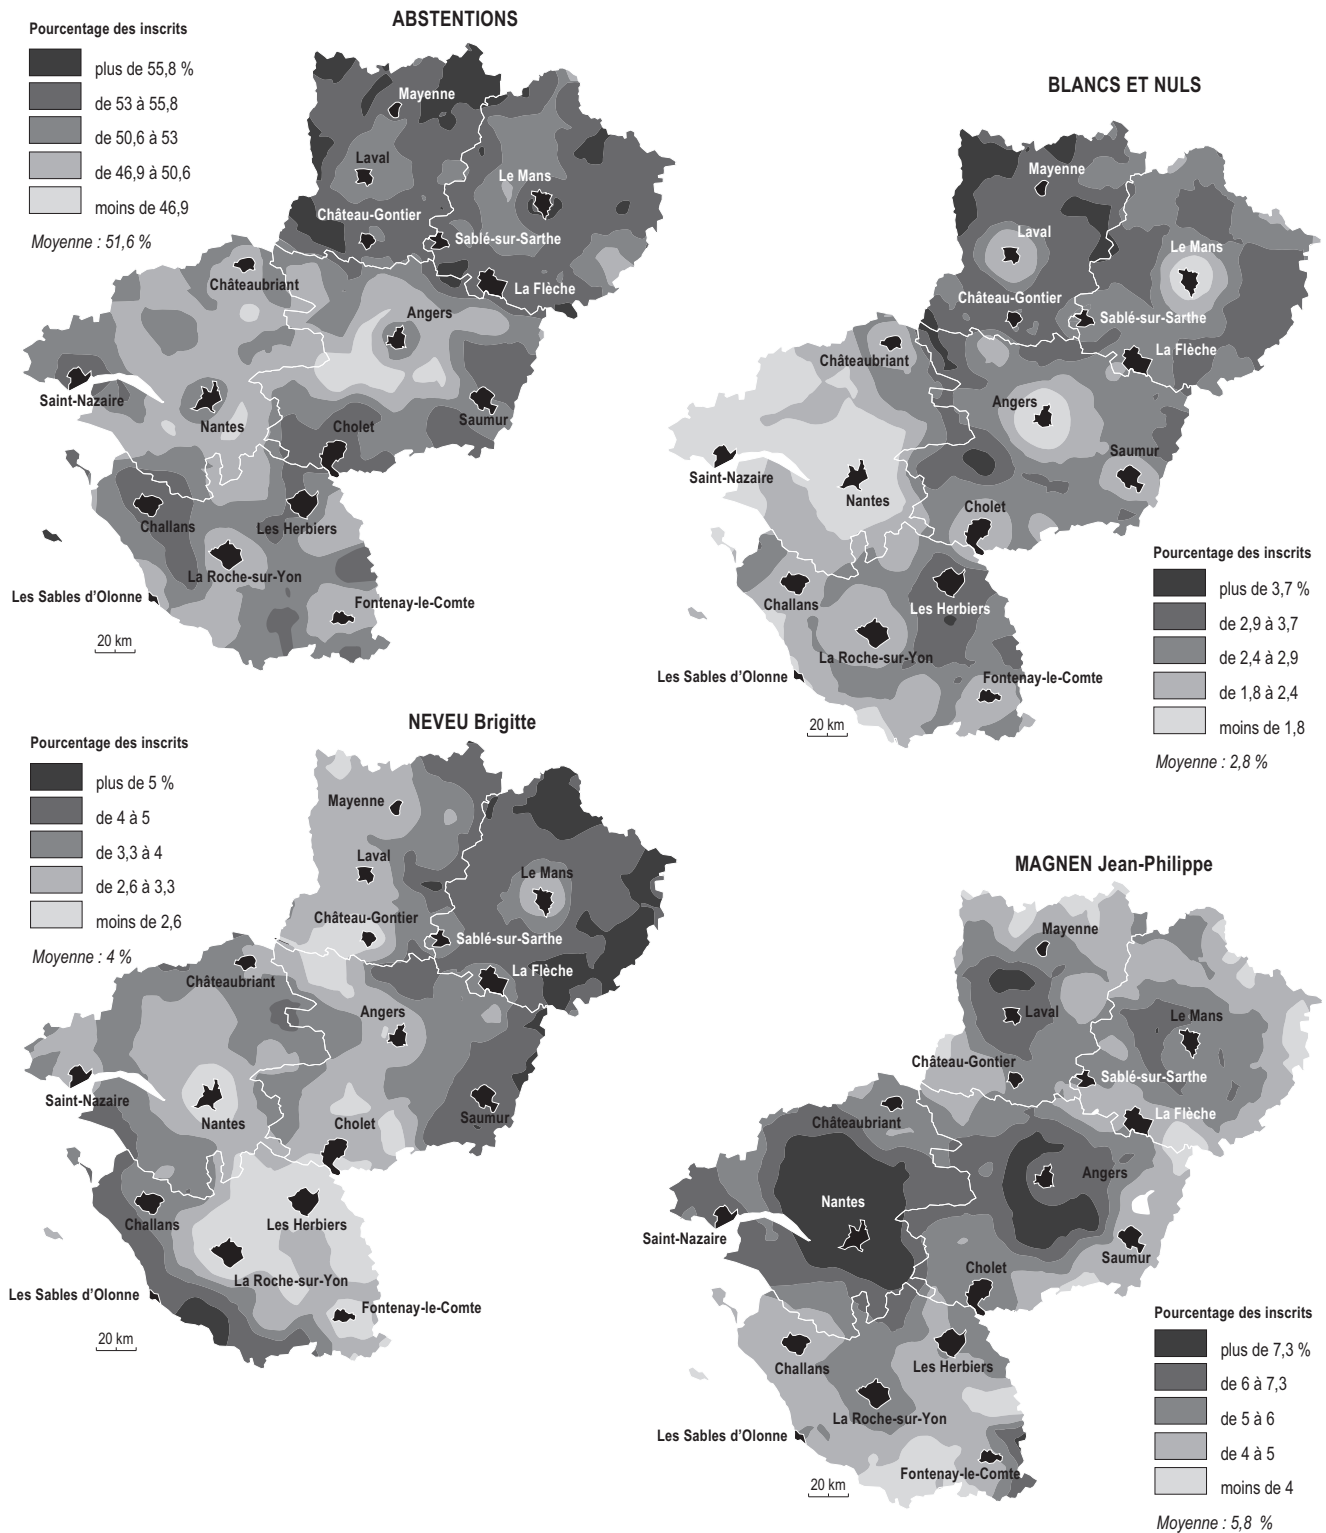 ABSTENTIONS
Pourcentage des inscrits
plus de 55,8 %
de 53 à 55,8
de 50,6 à 53
de 46,9 à 50,6
moins de 46,9
Moyenne : 51,6 %
Mayenne
Laval
Le Mans
Château-Gontier
Sablé-sur-Sarthe
Châteaubriant
La Flèche
Angers
Saint-Nazaire
Nantes
Saumur
Cholet
Challans
Les Herbiers
La Roche-sur-Yon
Les Sables d'Olonne
Fontenay-le-Comte
20 km
BLANCS ET NULS
Mayenne
Laval
Le Mans
Château-Gontier
Sablé-sur-Sarthe
Châteaubriant
La Flèche
Angers
Saumur
Saint-Nazaire
Nantes
Cholet
Challans
Les Herbiers
La Roche-sur-Yon
Les Sables d'Olonne
Fontenay-le-Comte
20 km
Pourcentage des inscrits
plus de 3,7 %
de 2,9 à 3,7
de 2,4 à 2,9
de 1,8 à 2,4
moins de 1,8
Moyenne : 2,8 %
NEVEU Brigitte
Pourcentage des inscrits
plus de 5 %
de 4 à 5
de 3,3 à 4
de 2,6 à 3,3
moins de 2,6
Moyenne : 4 %
Mayenne
Laval
Le Mans
Château-Gontier
Sablé-sur-Sarthe
La Flèche
Châteaubriant
Angers
Saint-Nazaire
Nantes
Saumur
Cholet
Challans
Les Herbiers
La Roche-sur-Yon
Les Sables d'Olonne
Fontenay-le-Comte
20 km
MAGNEN Jean-Philippe
Mayenne
Laval
Le Mans
Château-Gontier
Sablé-sur-Sarthe
Châteaubriant
La Flèche
Angers
Nantes
Saint-Nazaire
Saumur
Cholet
Challans
Les Herbiers
La Roche-sur-Yon
Les Sables d'Olonne
Fontenay-le-Comte
20 km
Pourcentage des inscrits
plus de 7,3 %
de 6 à 7,3
de 5 à 6
de 4 à 5
moins de 4
Moyenne : 5,8 %